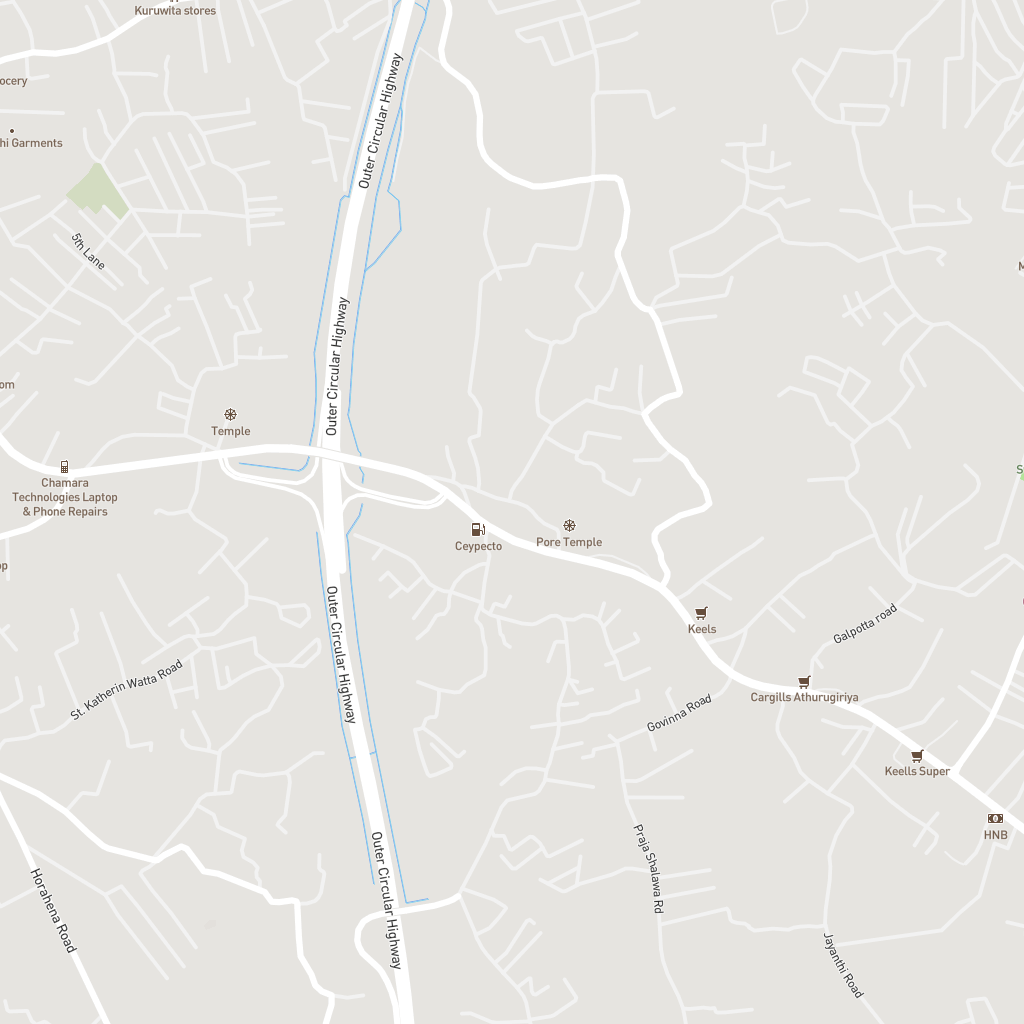 Kuruwita stores
ocery
hi Garments
Outer Circular Highway
5th Lane
M
Outer Circular Highway
om
Temple
Chamara
Technologies Laptop
& Phone Repairs
S
Ceypecto
Pore Temple
op
Outer Circular Highway
Keels
Galpotta road
St. Katherin Watta Road
Cargills Athurugiriya
Govinna Road
Keells Super
HNB
Outer Circular Highway
Praja Shalawa Rd
Horahena Road
Jayanthi Road